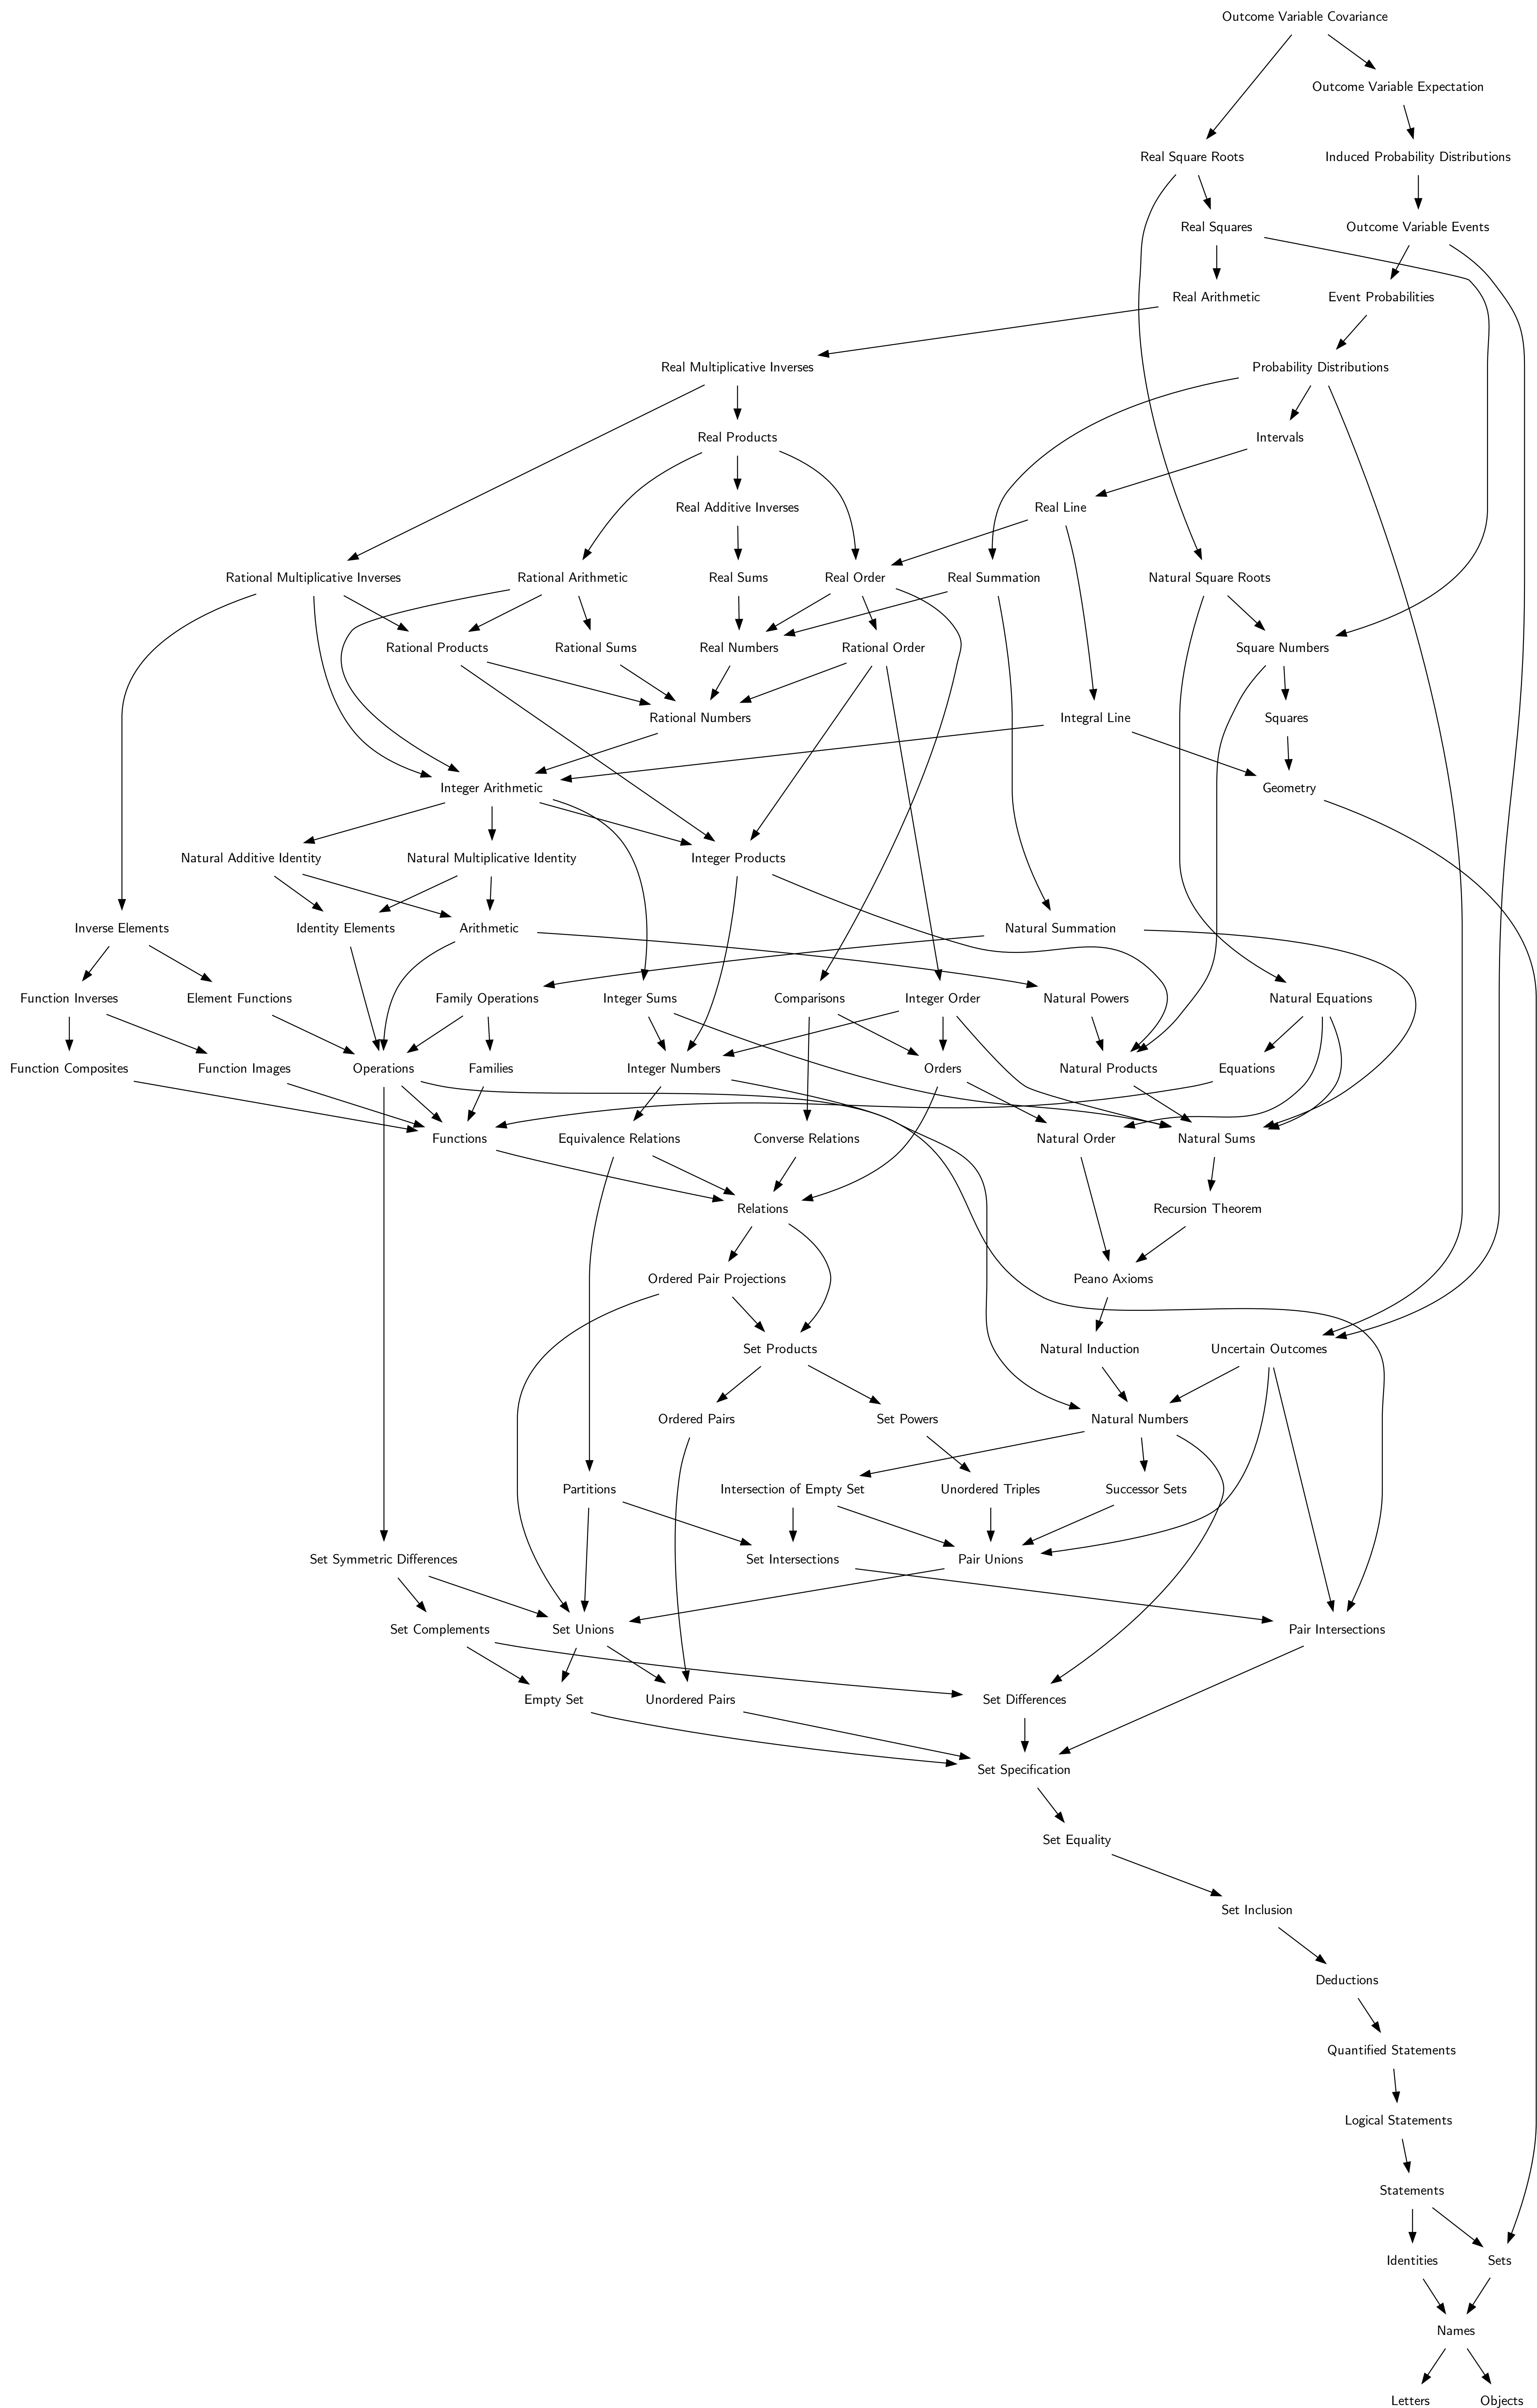 Outcome Variable Covariance
Outcome Variable Expectation
Real Square Roots
Induced Probability Distributions
Real Squares
Outcome Variable Events
Real Arithmetic
Event Probabilities
Real Multiplicative Inverses
Probability Distributions
Real Products
Intervals
Real Additive Inverses
Real Line
Rational Multiplicative Inverses
Rational Arithmetic
Real Sums
Real Order
Real Summation
Natural Square Roots
Rational Products
Rational Sums
Real Numbers
Rational Order
Square Numbers
Rational Numbers
Integral Line
Squares
Integer Arithmetic
Geometry
Natural Additive Identity
Natural Multiplicative Identity
Integer Products
Inverse Elements
Identity Elements
Arithmetic
Natural Summation
Function Inverses
Element Functions
Family Operations
Integer Sums
Comparisons
Integer Order
Natural Powers
Natural Equations
Function Composites
Function Images
Operations
Families
Integer Numbers
Orders
Natural Products
Equations
Functions
Equivalence Relations
Converse Relations
Natural Order
Natural Sums
Relations
Recursion Theorem
Ordered Pair Projections
Peano Axioms
Set Products
Natural Induction
Uncertain Outcomes
Ordered Pairs
Set Powers
Natural Numbers
Partitions
Intersection of Empty Set
Unordered Triples
Successor Sets
Set Symmetric Differences
Set Intersections
Pair Unions
Set Complements
Set Unions
Pair Intersections
Empty Set
Unordered Pairs
Set Differences
Set Specification
Set Equality
Set Inclusion
Deductions
Quantified Statements
Logical Statements
Statements
Identities
Sets
Names
Letters
Objects